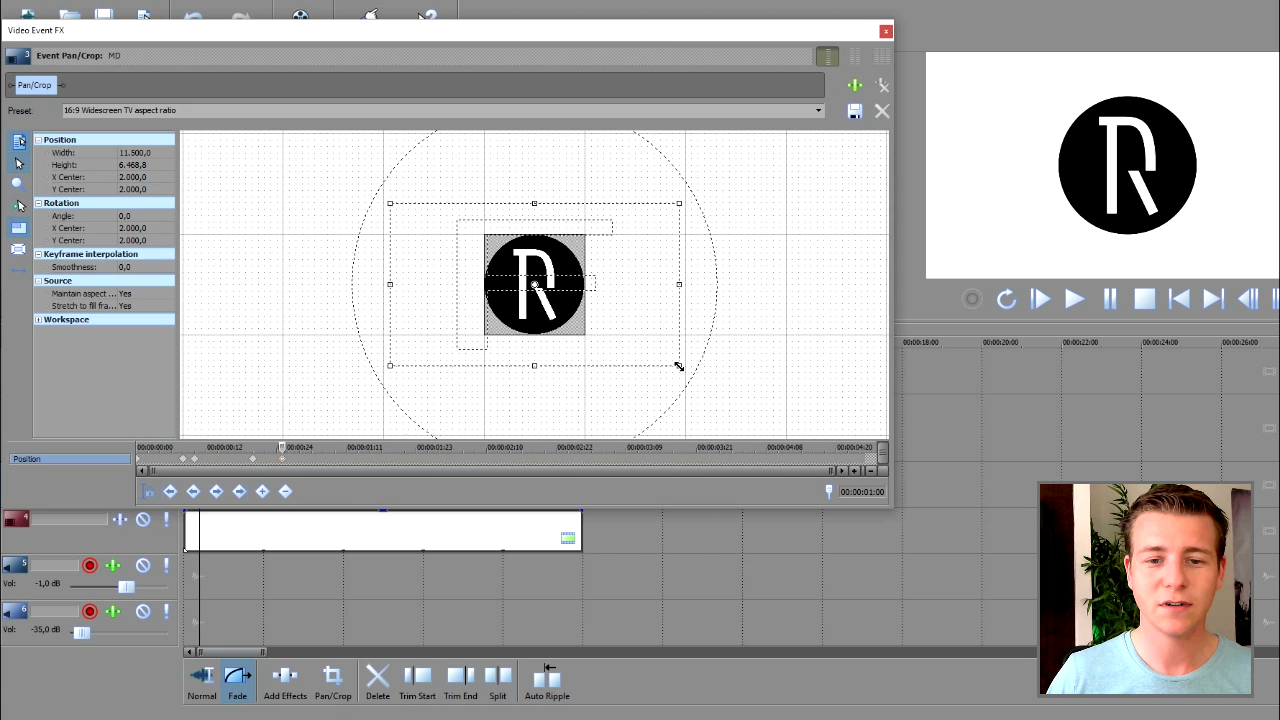 Video Event FX
3
Event Pan/Crop: MD
Pan/Crop
Preset: 16:9 Widescreen TV aspect ratio
Position
Width: 11.500,0
Height: 6.468,8
X Center: 2.000,0
Y Center: 2.000,0
Rotation
Angle: 0,0
X Center: 2.000,0
Y Center: 2.000,0
Keyframe interpolation
Smoothness: 0,0
Source
Maintain aspect ... Yes
Stretch to fill fra... Yes
Workspace
R
R
00:00:18:00 00:00:20:00 00:00:22:00 00:00:24:00 00:00:26:00
00:00:00:00 00:00:00:12 00:00:00:24 00:00:01:11 00:00:01:23 00:00:02:10 00:00:02:22 00:00:03:09 00:00:03:21 00:00:04:08 00:00:04:20
Position
00:00:01:00
4
5
Vol: -1,0 dB
6
Vol: -35,0 dB
Normal Fade Add Effects Pan/Crop Delete Trim Start Trim End Split Auto Ripple